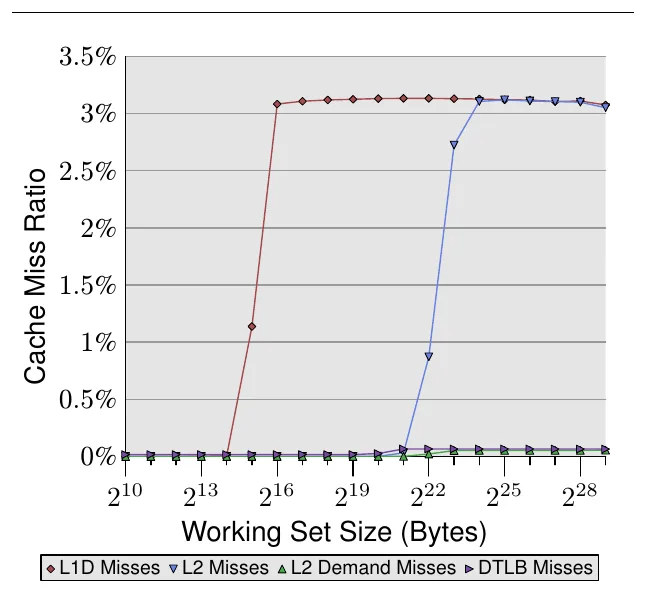 3.5%
3%
2.5%
2%
1.5%
1%
0.5%
0%
Cache Miss Ratio
2^10 2^13 2^16 2^19 2^22 2^25 2^28
Working Set Size (Bytes)
L1D Misses L2 Misses L2 Demand Misses DTLB Misses